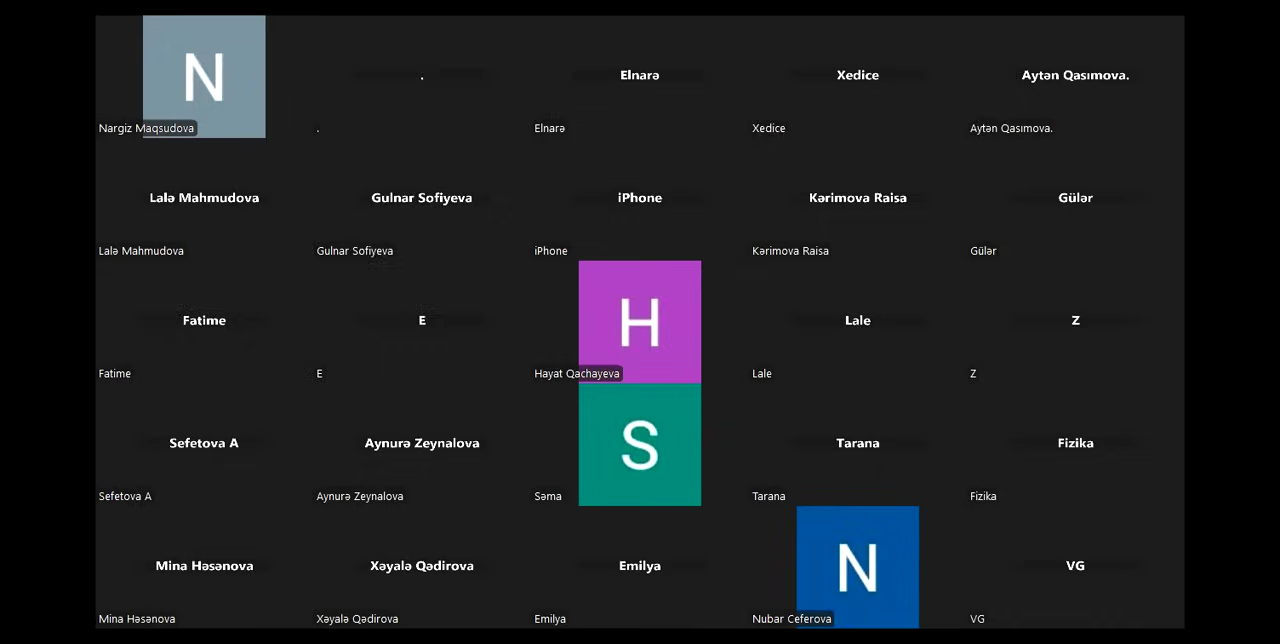 N
.
Elnarə
Xedice
Aytən Qasımova.
Nargiz Maqsudova
.
Elnarə
Xedice
Aytən Qasımova.
Lalə Mahmudova
Gulnar Sofiyeva
iPhone
Kərimova Raisa
Gülər
Lalə Mahmudova
Gulnar Sofiyeva
iPhone
Kərimova Raisa
Gülər
Fatime
E
H
Lale
Z
Fatime
E
Hayat Qachayeva
Lale
Z
Sefetova A
Aynurə Zeynalova
S
Tarana
Fizika
Sefetova A
Aynurə Zeynalova
Səma
Tarana
Fizika
Mina Həsənova
Xəyalə Qədirova
Emilya
N
VG
Mina Həsənova
Xəyalə Qədirova
Emilya
Nubar Ceferova
VG